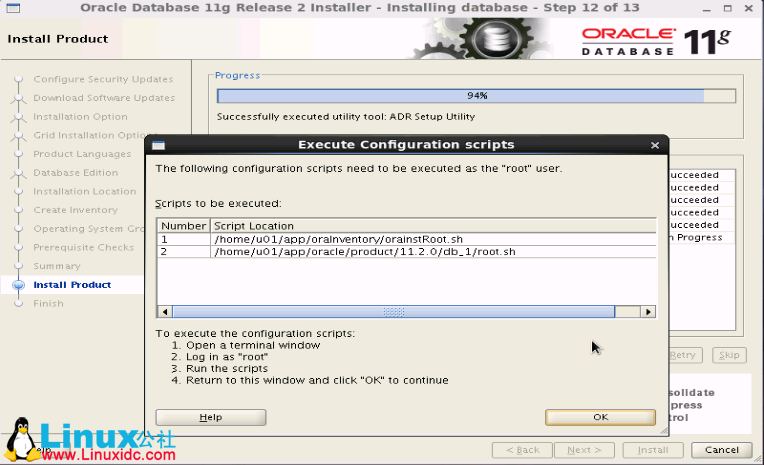 Oracle Database 11g Release 2 Installer - Installing database - Step 12 of 13
Install Product
ORACLE
DATABASE 11g
Configure Security Updates
Download Software Updates
Installation Option
Grid Installation Options
Product Languages
Database Edition
Installation Location
Create Inventory
Operating System Gro
Prerequisite Checks
Summary
Install Product
Finish
Progress
94%
Successfully executed utility tool: ADR Setup Utility
ucceeded
ucceeded
ucceeded
ucceeded
ucceeded
n Progress
Execute Configuration scripts
The following configuration scripts need to be executed as the "root" user.
Scripts to be executed:
Number Script Location
1 /home/u01/app/oraInventory/orainstRoot.sh
2 /home/u01/app/oracle/product/11.2.0/db_1/root.sh
To execute the configuration scripts:
1. Open a terminal window
2. Log in as "root"
3. Run the scripts
4. Return to this window and click "OK" to continue
Help
OK
Retry
Skip
solidate
press
trol
Linux公社
www.Linuxidc.com
elp
< Back
Next >
Install
Cancel